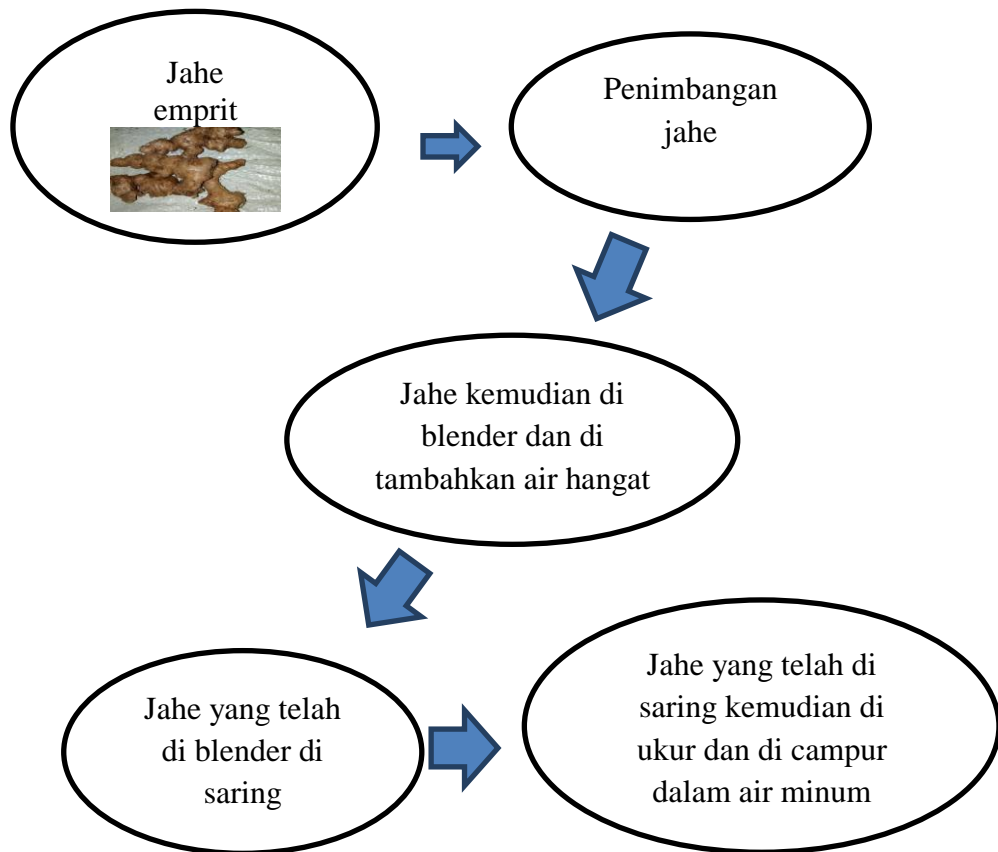 Jahe
emprit
Penimbangan
jahe
Jahe kemudian di
blender dan di
tambahkan air hangat
Jahe yang telah
di blender di
saring
Jahe yang telah di
saring kemudian di
ukur dan di campur
dalam air minum